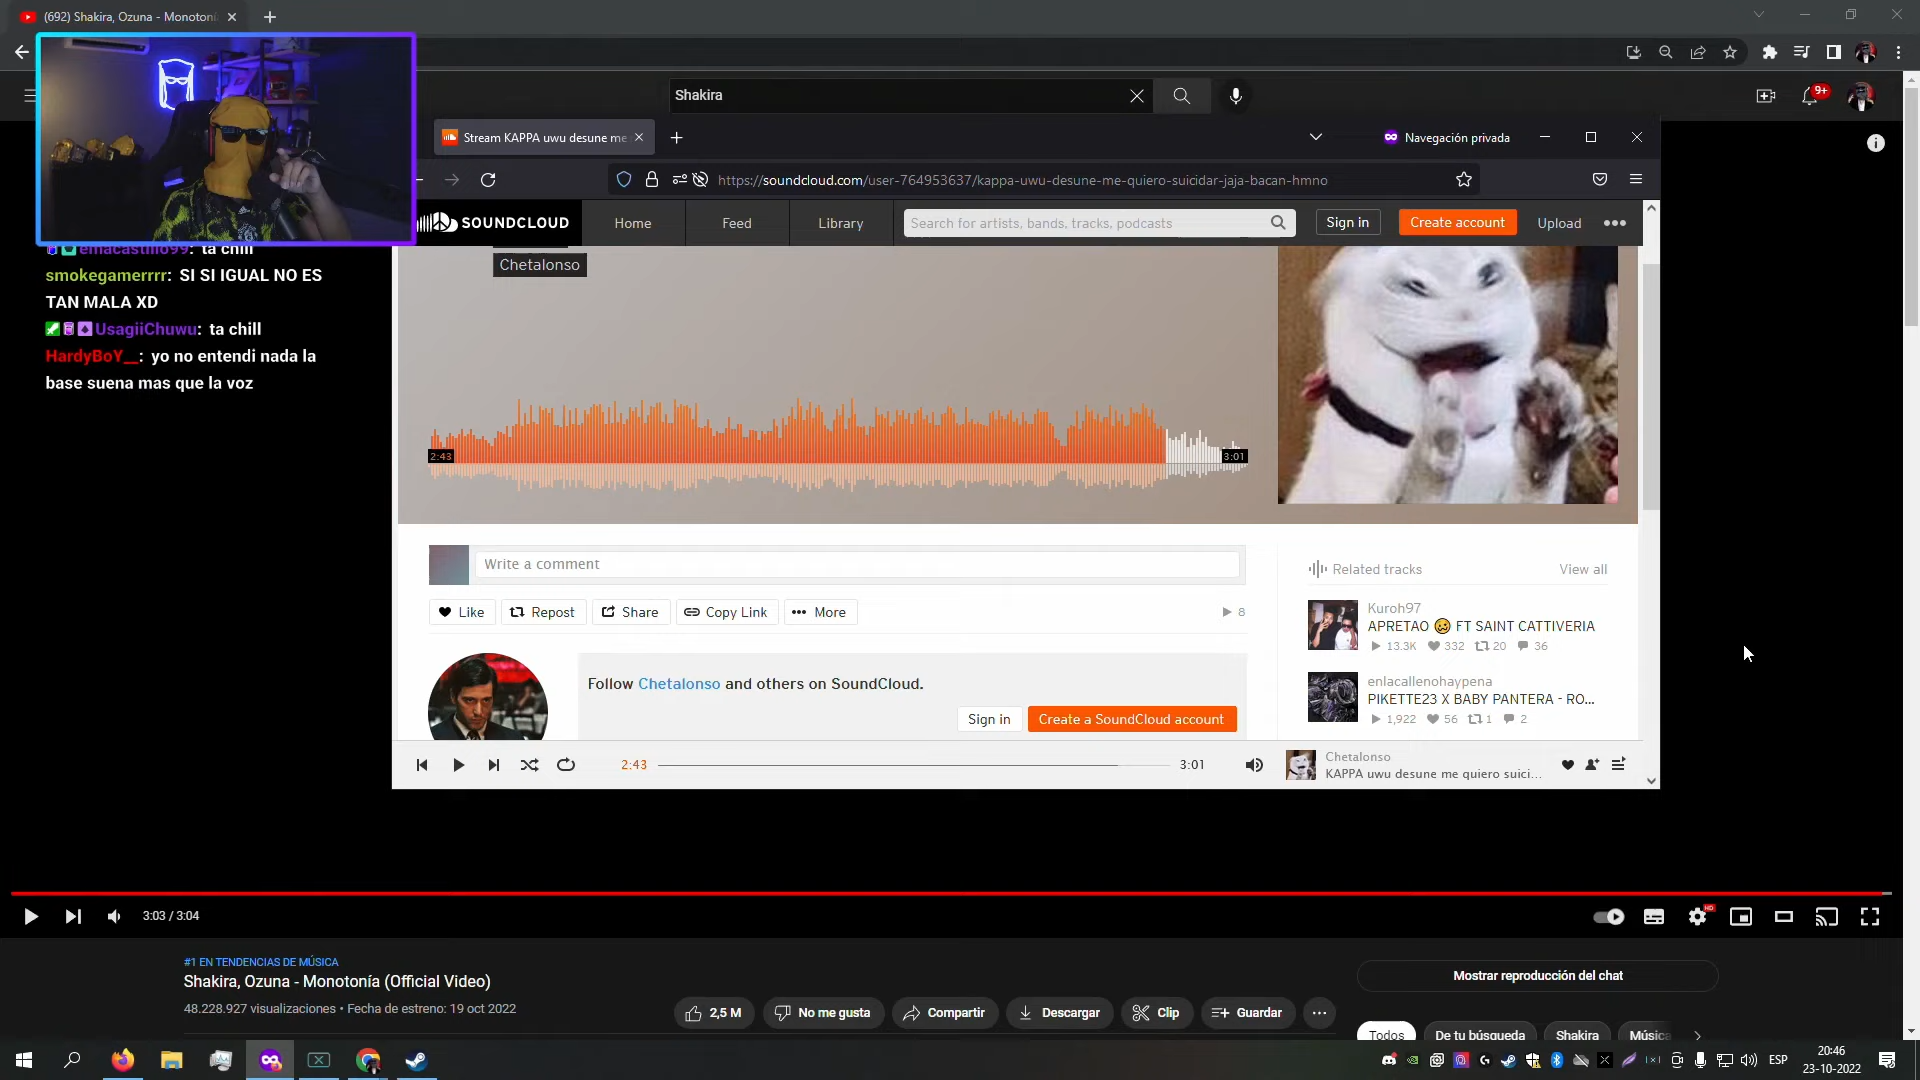 (692) Shakira, Ozuna - Monotoní
Shakira
9+
Stream KAPPA uwu desune me
Navegación privada
https://soundcloud.com/user-764953637/kappa-uwu-desune-me-quiero-suicidar-jaja-bacan-hmno
SOUNDCLOUD
Home
Feed
Library
Search for artists, bands, tracks, podcasts
Sign in
Create account
Upload
Chetalonso
emacastillo99: ta chill
smokegamerrrr: SI SI IGUAL NO ES
TAN MALA XD
UsagiiChuwu: ta chill
HardyBoY__: yo no entendi nada la
base suena mas que la voz
2:43
3:01
Write a comment
Like
Repost
Share
Copy Link
More
8
Related tracks
View all
Kuroh97
APRETAO 🥴 FT SAINT CATTIVERIA
13.3K 332 20 36
enlacallenohaypena
PIKETTE23 X BABY PANTERA - RO...
1,922 56 1 2
Follow Chetalonso and others on SoundCloud.
Sign in
Create a SoundCloud account
2:43
3:01
Chetalonso
KAPPA uwu desune me quiero suici...
3:03 / 3:04
HD
#1 EN TENDENCIAS DE MÚSICA
Shakira, Ozuna - Monotonía (Official Video)
48.228.927 visualizaciones • Fecha de estreno: 19 oct 2022
2,5 M
No me gusta
Compartir
Descargar
Clip
Guardar
Mostrar reproducción del chat
Todos
De tu búsqueda
Shakira
Música
ESP
20:46
23-10-2022